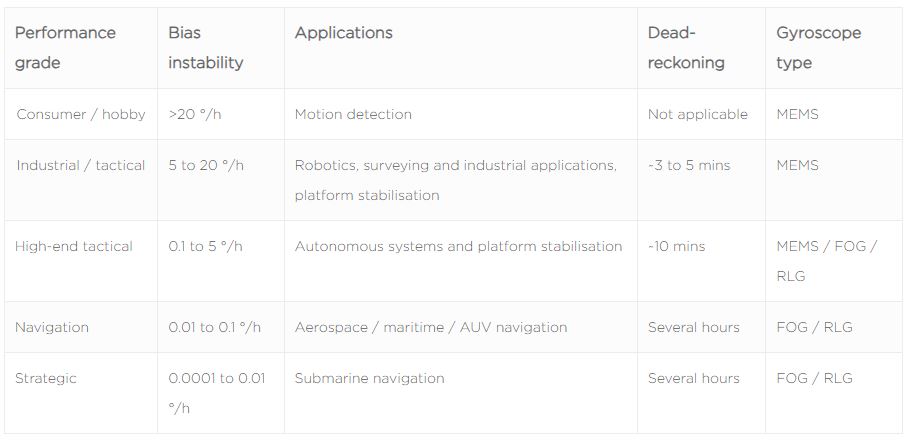 Performance grade
Bias instability
Applications
Dead-reckoning
Gyroscope type
Consumer / hobby
>20 °/h
Motion detection
Not applicable
MEMS
Industrial / tactical
5 to 20 °/h
Robotics, surveying and industrial applications,
platform stabilisation
~3 to 5 mins
MEMS
High-end tactical
0.1 to 5 °/h
Autonomous systems and platform stabilisation
~10 mins
MEMS / FOG /
RLG
Navigation
0.01 to 0.1 °/h
Aerospace / maritime / AUV navigation
Several hours
FOG / RLG
Strategic
0.0001 to 0.01
°/h
Submarine navigation
Several hours
FOG / RLG